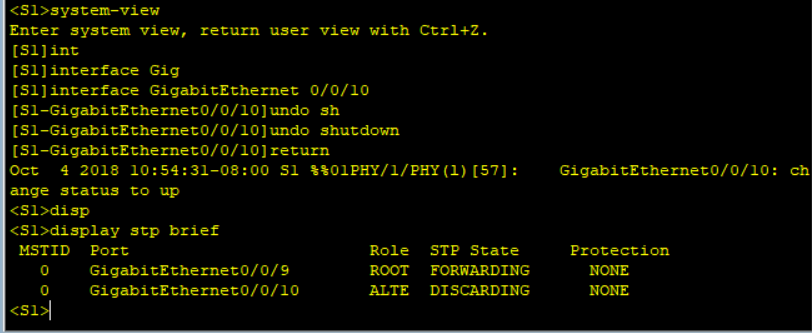 <S1>system-view
Enter system view, return user view with Ctrl+Z.
[S1]int
[S1]interface Gig
[S1]interface GigabitEthernet 0/0/10
[S1-GigabitEthernet0/0/10]undo sh
[S1-GigabitEthernet0/0/10]undo shutdown
[S1-GigabitEthernet0/0/10]return
Oct  4 2018 10:54:31-08:00 S1 %%01PHY/1/PHY(l)[57]:    GigabitEthernet0/0/10: ch
ange status to up
<S1>disp
<S1>display stp brief
 MSTID  Port                        Role  STP State     Protection
   0    GigabitEthernet0/0/9        ROOT  FORWARDING      NONE
   0    GigabitEthernet0/0/10       ALTE  DISCARDING      NONE
<S1>